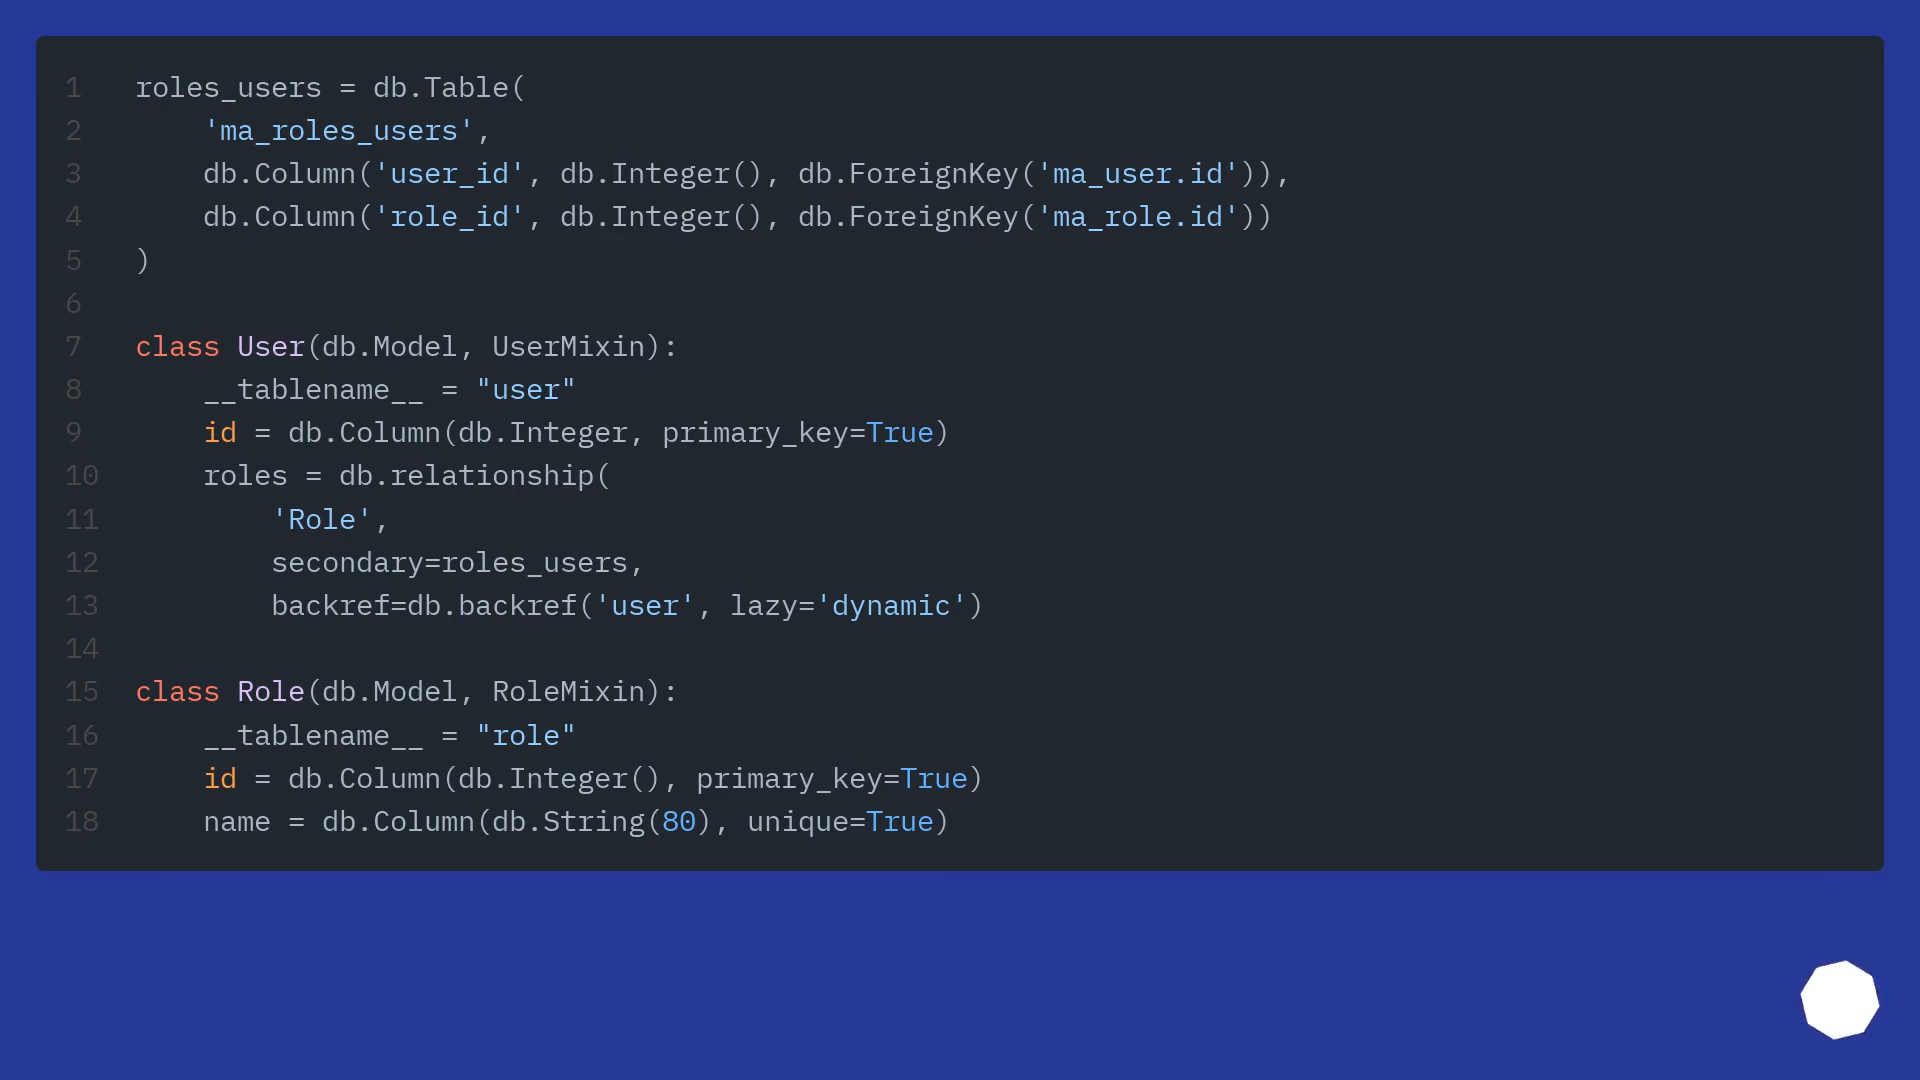 1 roles_users = db.Table(
2     'ma_roles_users',
3     db.Column('user_id', db.Integer(), db.ForeignKey('ma_user.id')),
4     db.Column('role_id', db.Integer(), db.ForeignKey('ma_role.id'))
5 )
6
7 class User(db.Model, UserMixin):
8     __tablename__ = "user"
9     id = db.Column(db.Integer, primary_key=True)
10     roles = db.relationship(
11         'Role',
12         secondary=roles_users,
13         backref=db.backref('user', lazy='dynamic')
14
15 class Role(db.Model, RoleMixin):
16     __tablename__ = "role"
17     id = db.Column(db.Integer(), primary_key=True)
18     name = db.Column(db.String(80), unique=True)